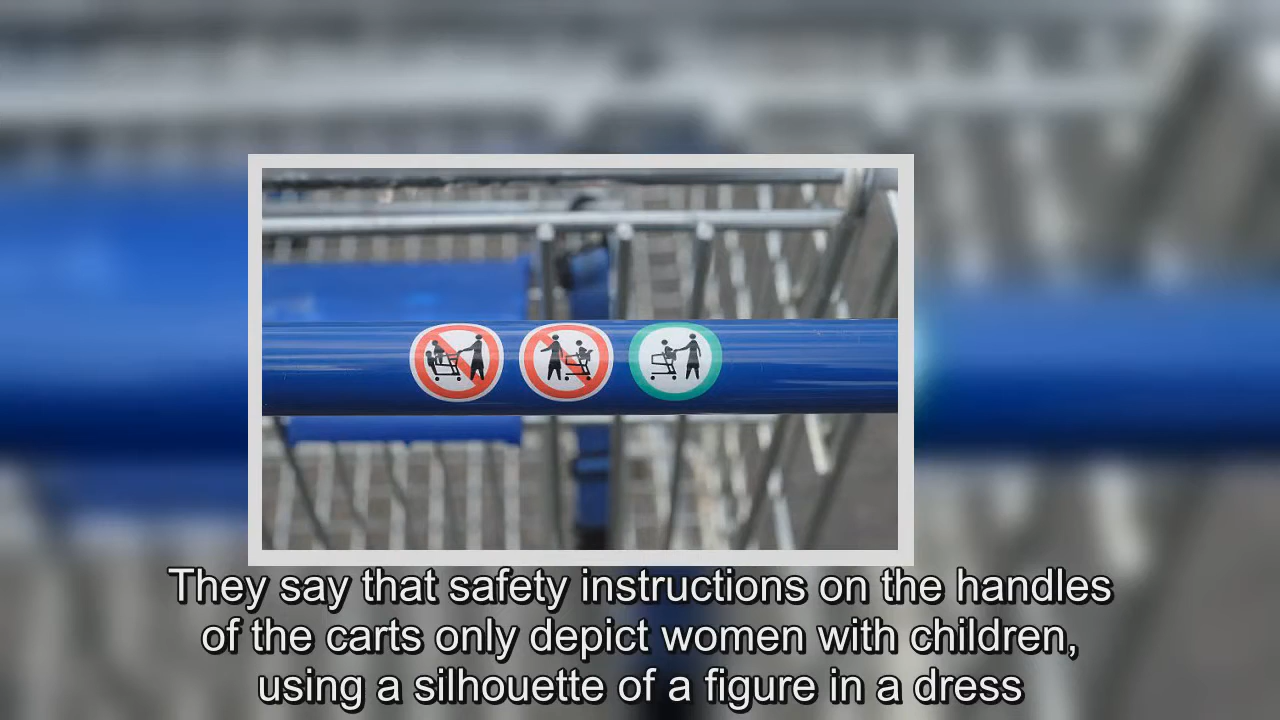 They say that safety instructions on the handles
of the carts only depict women with children,
using a silhouette of a figure in a dress